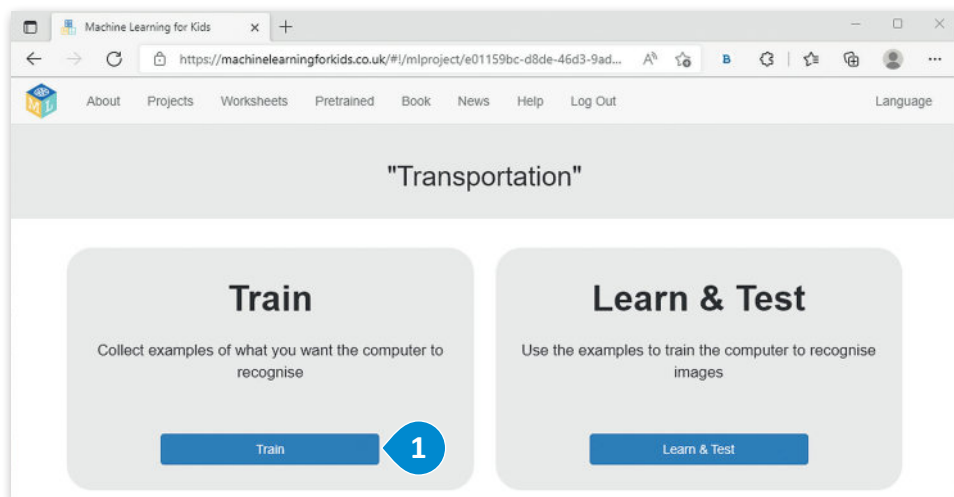 Machine Learning for Kids
https://machinelearningforkids.co.uk/#!/mlproject/e01159bc-d8de-46d3-9ad...
B
ML
About Projects Worksheets Pretrained Book News Help Log Out Language
"Transportation"
Train
Collect examples of what you want the computer to
recognise
Train
1
Learn & Test
Use the examples to train the computer to recognise
images
Learn & Test